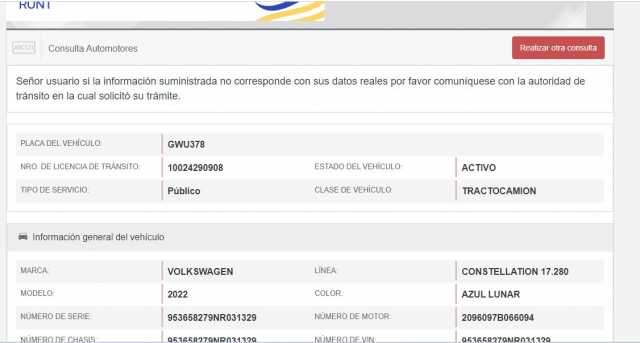 RUNT
ABC123 Consulta Automotores Realizar otra consulta
Señor usuario si la información suministrada no corresponde con sus datos reales por favor comuníquese con la autoridad de
tránsito en la cual solicitó su trámite.
PLACA DEL VEHÍCULO: GWU378
NRO. DE LICENCIA DE TRÁNSITO: 10024290908 ESTADO DEL VEHÍCULO: ACTIVO
TIPO DE SERVICIO: Público CLASE DE VEHÍCULO: TRACTOCAMION
Información general del vehículo
MARCA: VOLKSWAGEN LÍNEA: CONSTELLATION 17.280
MODELO: 2022 COLOR: AZUL LUNAR
NÚMERO DE SERIE: 953658279NR031329 NÚMERO DE MOTOR: 2096097B066094
NÚMERO DE CHASIS: 953658279NR031329 NÚMERO DE VIN: 953658279NR031329